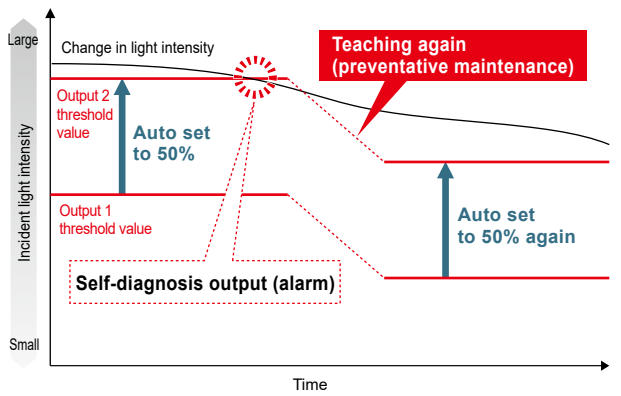 Large
Change in light intensity
Teaching again
(preventative maintenance)
Output 2
threshold
value
Auto set
to 50%
Output 1
threshold value
Auto set
to 50% again
Self-diagnosis output (alarm)
Incident light intensity
Small
Time